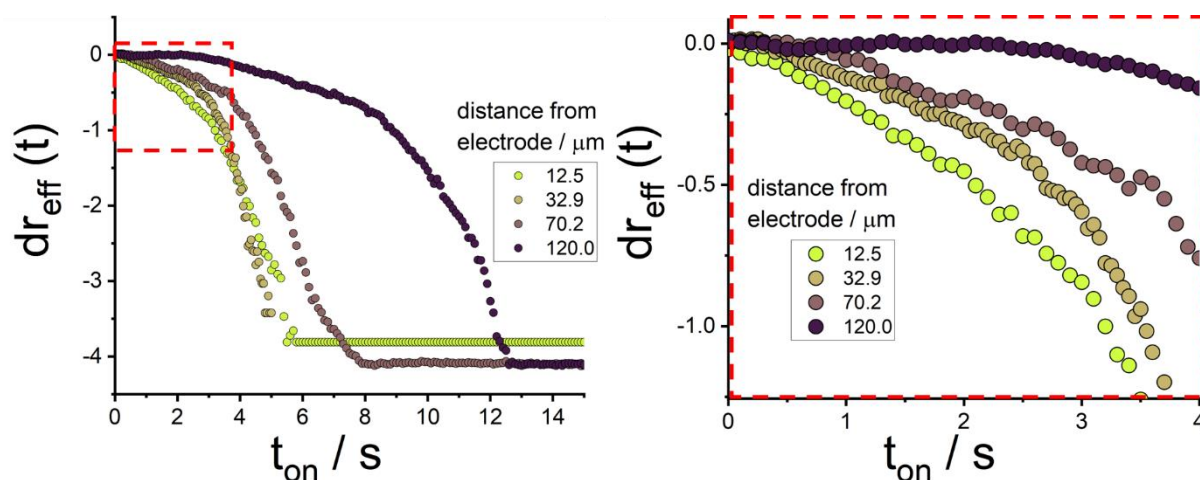 0
-1
-2
-3
-4
dr_eff (t)
distance from
electrode / μm
12.5
32.9
70.2
120.0
0 2 4 6 8 10 12 14
t_on / s
0.0
-0.5
-1.0
dr_eff (t)
distance from
electrode / μm
12.5
32.9
70.2
120.0
0 1 2 3 4
t_on / s